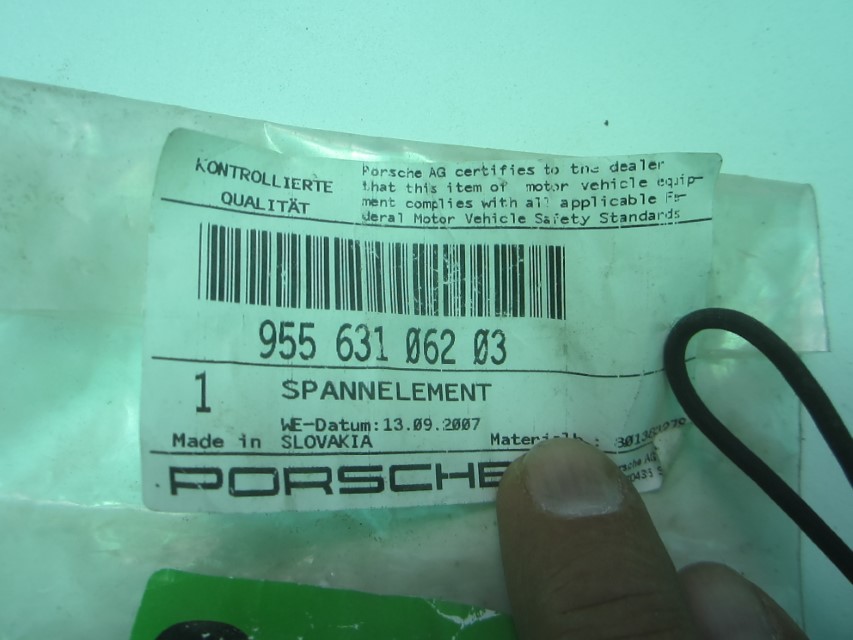 KONTROLLIERTE
QUALITÄT
Porsche AG certifies to the dealer
that this item of motor vehicle equip-
ment complies with all applicable Fe-
deral Motor Vehicle Safety Standards
955 631 062 03
1 SPANNELEMENT
WE-Datum:13.09.2007
Made in SLOVAKIA
PORSCHE